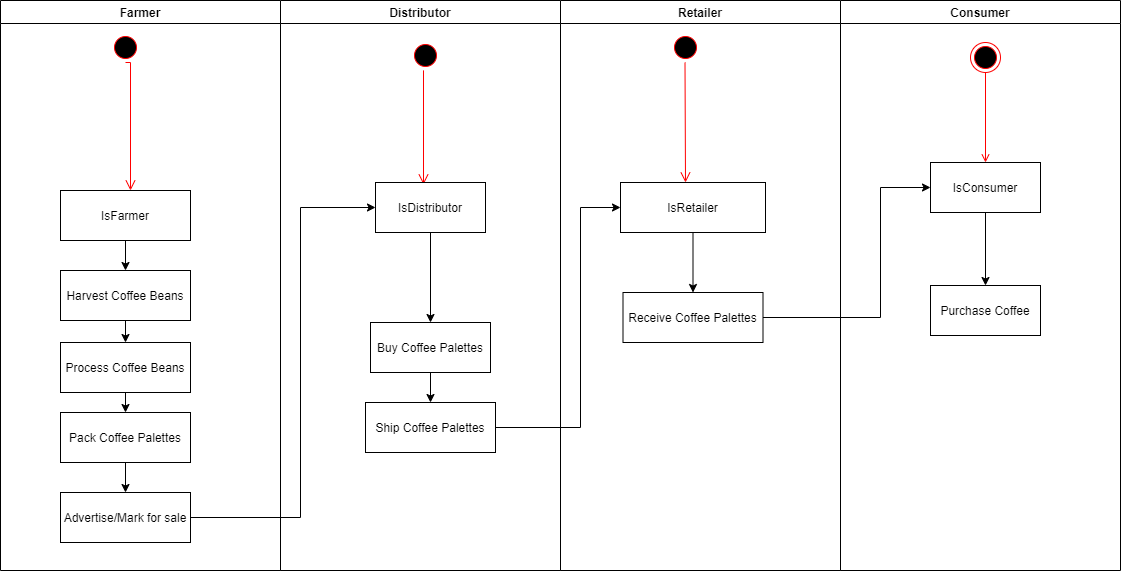 Farmer
Distributor
Retailer
Consumer
IsFarmer
Harvest Coffee Beans
Process Coffee Beans
Pack Coffee Palettes
Advertise/Mark for sale
IsDistributor
Buy Coffee Palettes
Ship Coffee Palettes
IsRetailer
Receive Coffee Palettes
IsConsumer
Purchase Coffee